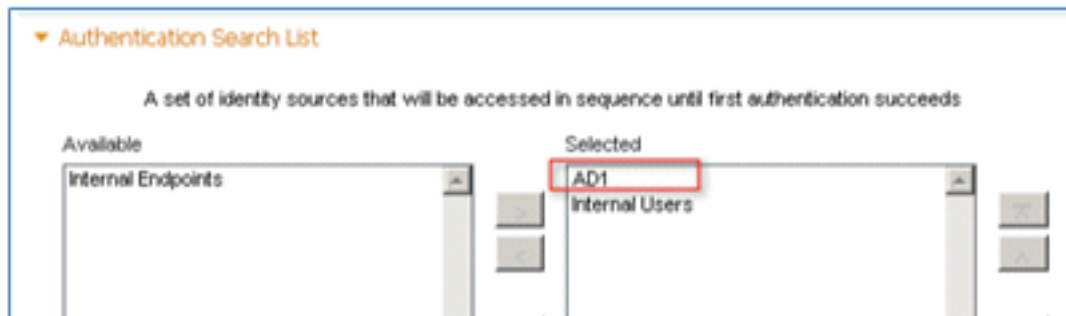 Authentication Search List
A set of identity sources that will be accessed in sequence until first authentication succeeds
Available
Selected
Internal Endpoints
AD1
Internal Users
>
<